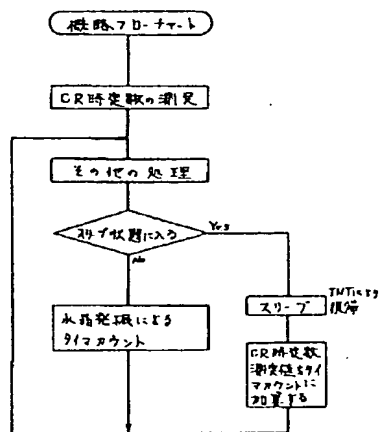 概略フローチャート
CR時定数の測定
その他の処理
スリープ状態に入る
Yes
No
水晶発振による
タイマカウント
スリープ
INTにより
復帰
CR時定数
測定値をタイ
マカウントに
加算する